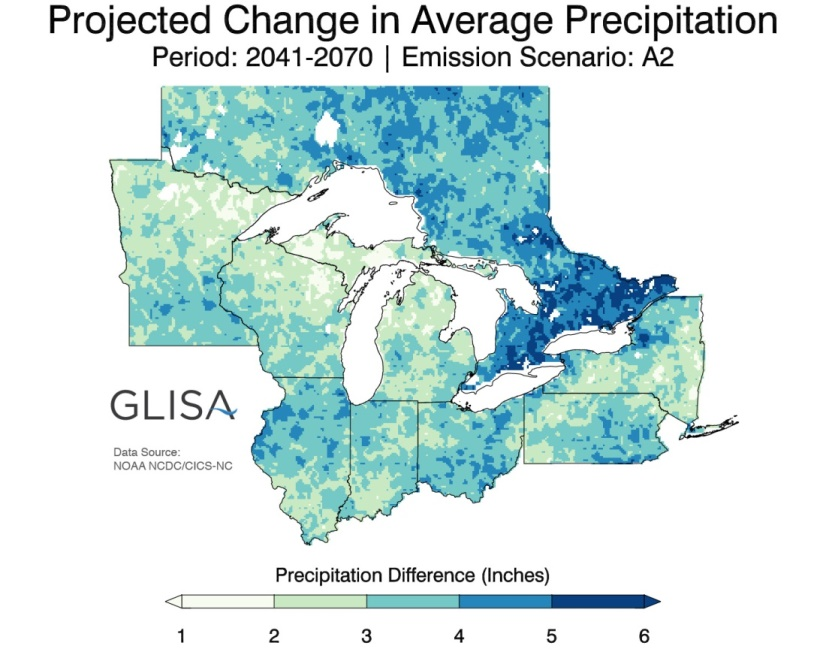 Projected Change in Average Precipitation
Period: 2041-2070 | Emission Scenario: A2
GLISA
Data Source:
NOAA NCDC/CICS-NC
Precipitation Difference (Inches)
1 2 3 4 5 6